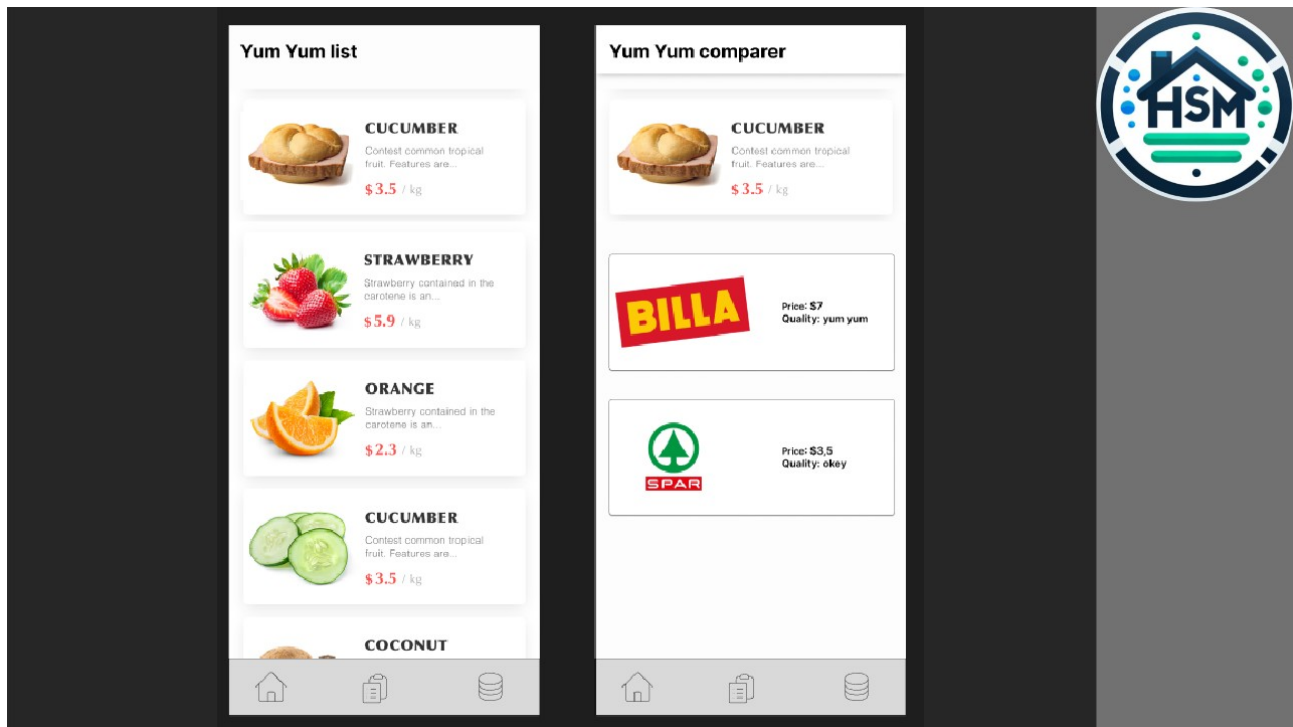 Yum Yum list
CUCUMBER
Contest common tropical
fruit. Features are...
$3.5 / kg
STRAWBERRY
Strawberry contained in the
carotene is an...
$5.9 / kg
ORANGE
Strawberry contained in the
carotene is an...
$2.3 / kg
CUCUMBER
Contest common tropical
fruit. Features are...
$3.5 / kg
COCONUT
Yum Yum comparer
CUCUMBER
Contest common tropical
fruit. Features are...
$3.5 / kg
BILLA
Price: $7
Quality: yum yum
SPAR
Price: $3,5
Quality: okey
HSM